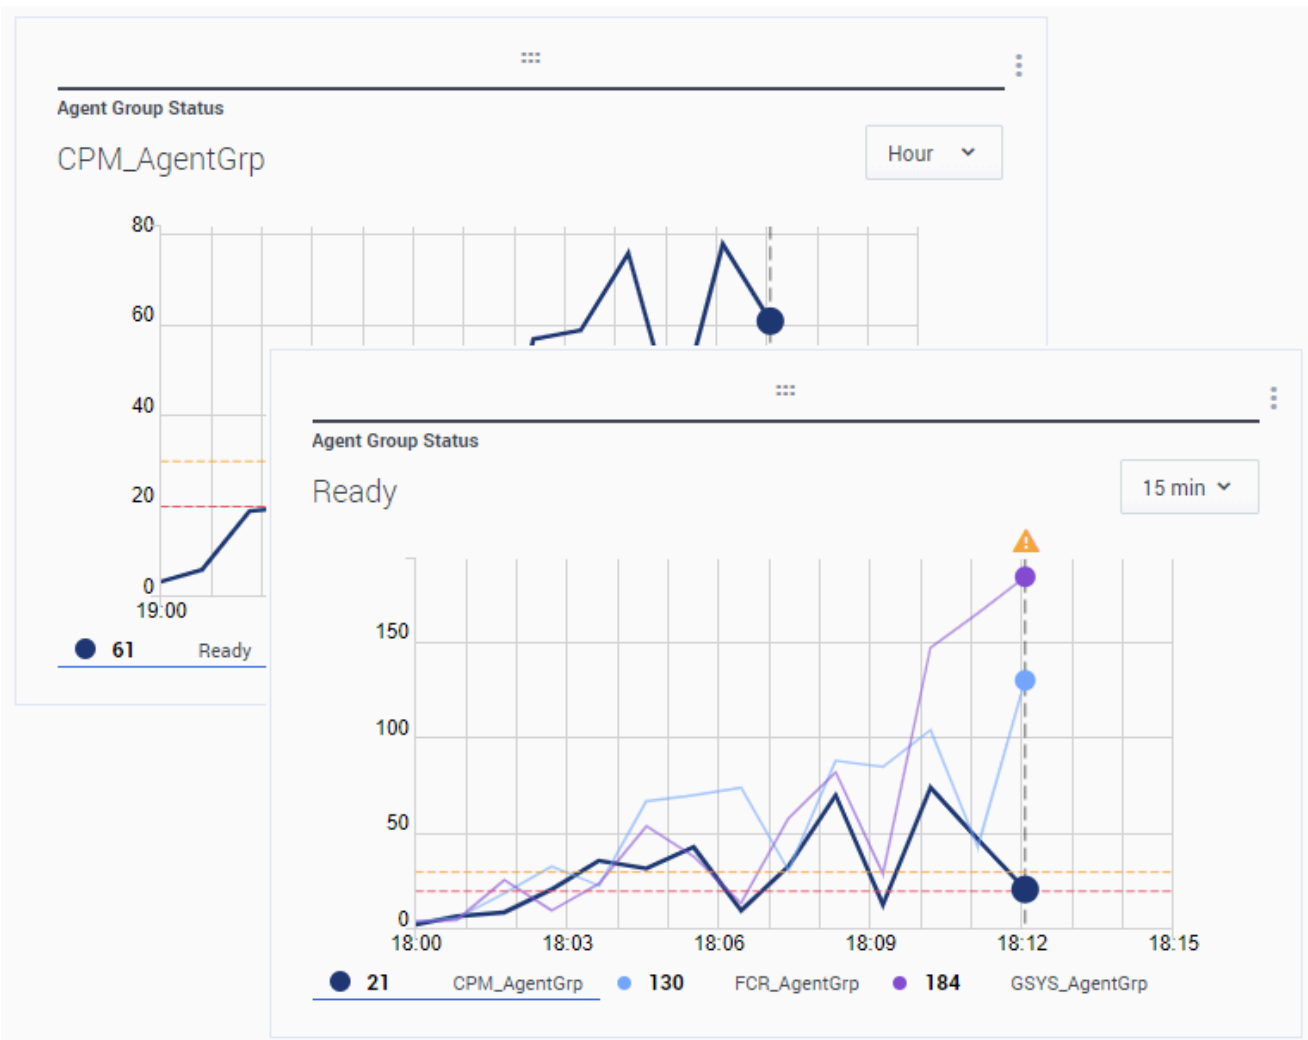 Agent Group Status
CPM_AgentGrp
Hour
80
60
40
20
0
19:00
61 Ready
Agent Group Status
Ready
15 min
150
100
50
0
18:00 18:03 18:06 18:09 18:12 18:15
21 CPM_AgentGrp 130 FCR_AgentGrp 184 GSYS_AgentGrp